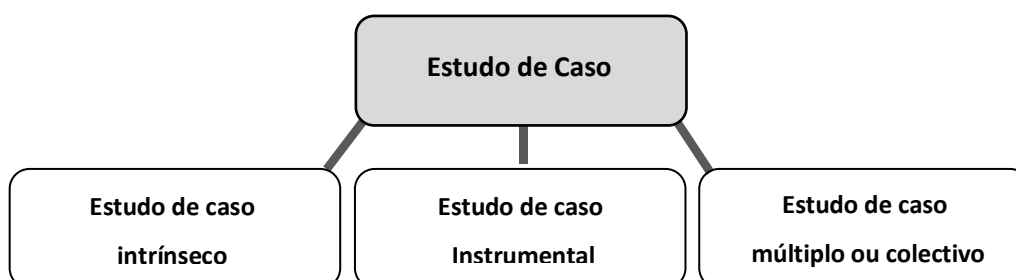 Estudo de Caso
Estudo de caso
intrínseco
Estudo de caso
Instrumental
Estudo de caso
múltiplo ou colectivo